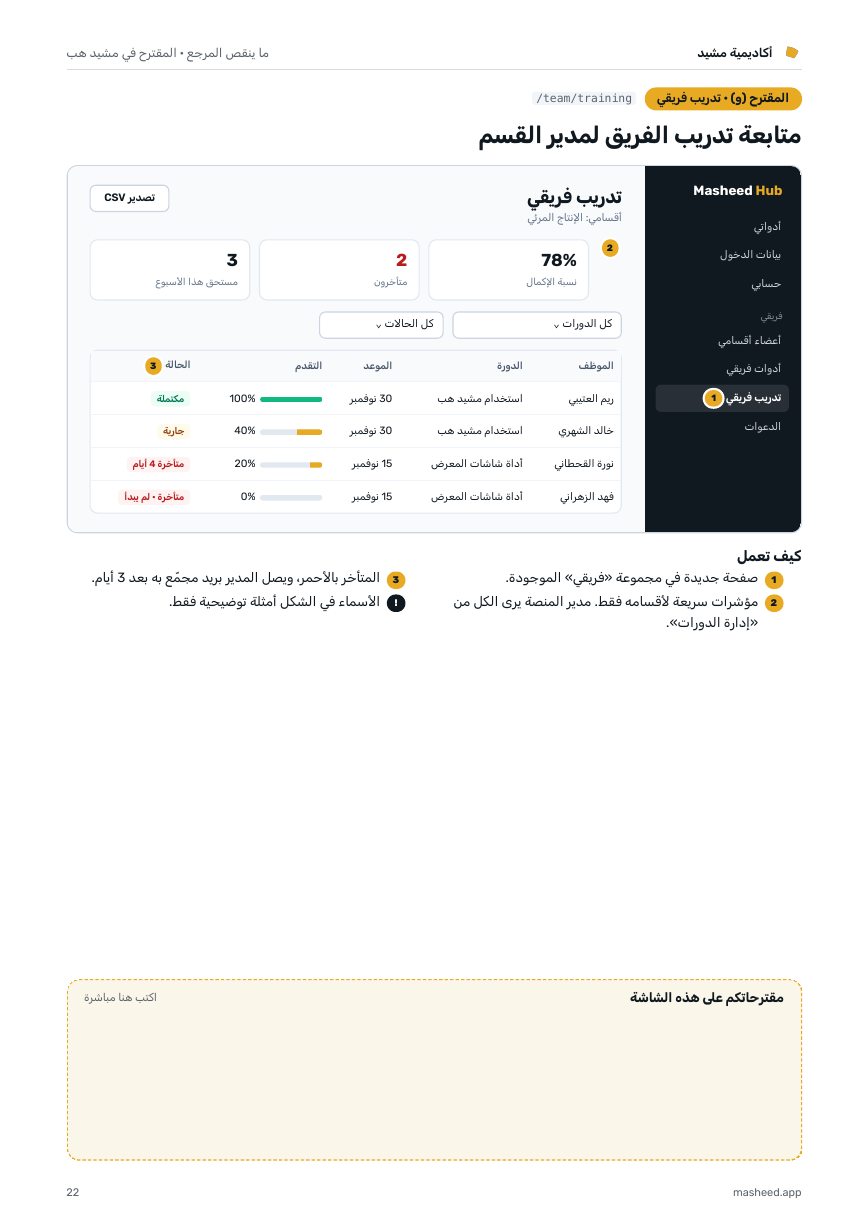 أكاديمية مشيد
ما ينقص المرجع • المقترح في مشيد هب
المقترح (و) • تدريب فريقي
/team/training
متابعة تدريب الفريق لمدير القسم
Masheed Hub
أدواتي
بيانات الدخول
حسابي
فريقي
أعضاء أقسامي
أدوات فريقي
تدريب فريقي 1
الدعوات
تدريب فريقي
تصدير CSV
أقسامي: الإنتاج المرئي
2
78%
نسبة الإكمال
2
متأخرون
3
مستحق هذا الأسبوع
كل الدورات
كل الحالات
الموظف الدورة الموعد التقدم الحالة 3
ريم العتيبي استخدام مشيد هب 30 نوفمبر 100% مكتملة
خالد الشهري استخدام مشيد هب 30 نوفمبر 40% جارية
نورة القحطاني أداة شاشات المعرض 15 نوفمبر 20% متأخرة 4 أيام
فهد الزهراني أداة شاشات المعرض 15 نوفمبر 0% متأخرة • لم يبدأ
كيف تعمل
1 صفحة جديدة في مجموعة «فريقي» الموجودة.
2 مؤشرات سريعة لأقسامه فقط. مدير المنصة يرى الكل من
«إدارة الدورات».
3 المتأخر بالأحمر، ويصل المدير بريد مجمّع به بعد 3 أيام.
! الأسماء في الشكل أمثلة توضيحية فقط.
مقترحاتكم على هذه الشاشة
اكتب هنا مباشرة
masheed.app
22